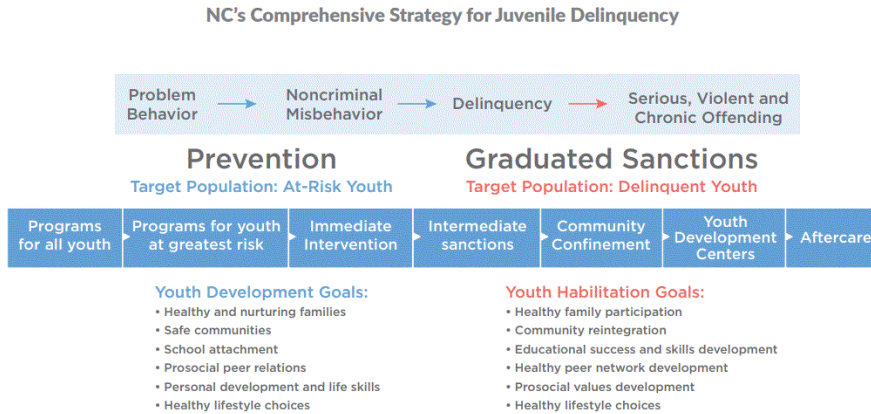 NC's Comprehensive Strategy for Juvenile Delinquency
Problem
Behavior
Noncriminal
Misbehavior
Delinquency
Serious, Violent and
Chronic Offending
Prevention
Target Population: At-Risk Youth
Graduated Sanctions
Target Population: Delinquent Youth
Programs
for all youth
Programs for youth
at greatest risk
Immediate
Intervention
Intermediate
sanctions
Community
Confinement
Youth
Development
Centers
Aftercare
Youth Development Goals:
• Healthy and nurturing families
• Safe communities
• School attachment
• Prosocial peer relations
• Personal development and life skills
• Healthy lifestyle choices
Youth Habilitation Goals:
• Healthy family participation
• Community reintegration
• Educational success and skills development
• Healthy peer network development
• Prosocial values development
• Healthy lifestyle choices